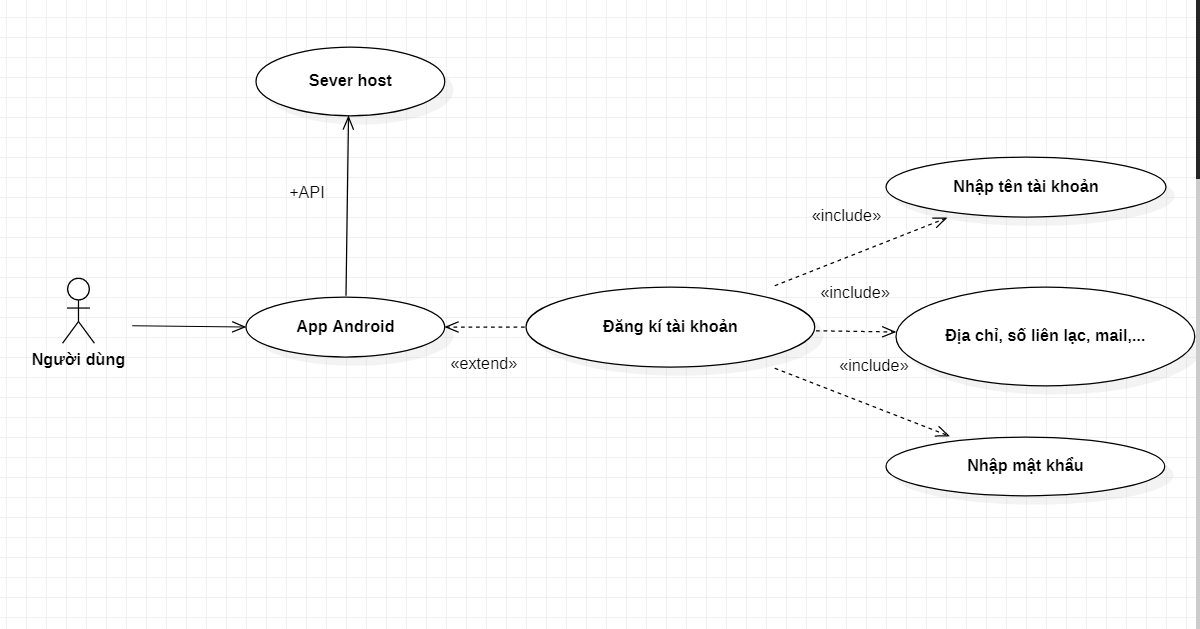 Sever host
+API
Nhập tên tài khoản
«include»
«include»
App Android
Đăng kí tài khoản
Địa chỉ, số liên lạc, mail,...
Người dùng
«extend»
«include»
Nhập mật khẩu